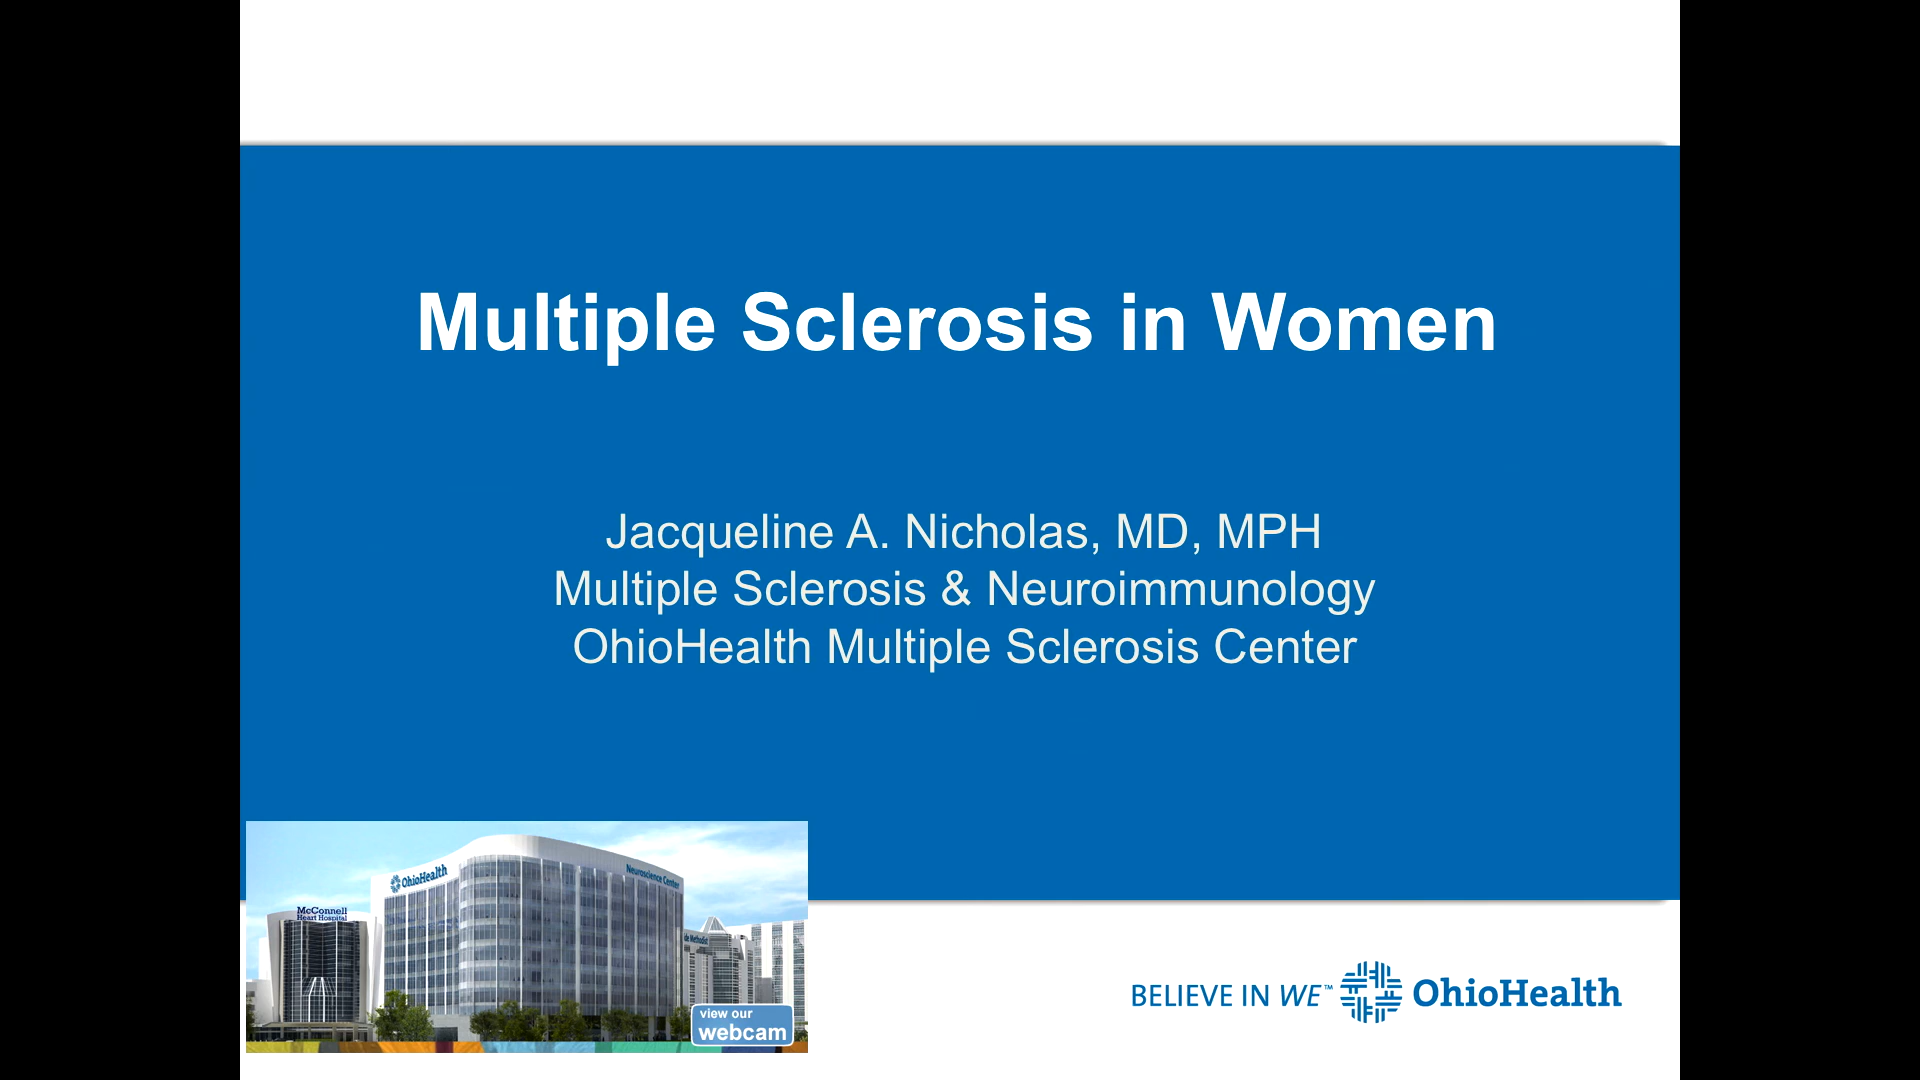 Multiple Sclerosis in Women
Jacqueline A. Nicholas, MD, MPH
Multiple Sclerosis & Neuroimmunology
OhioHealth Multiple Sclerosis Center
OhioHealth
Neuroscience Center
McConnell
Heart Hospital
Methodist
view our
webcam
BELIEVE IN WE™ OhioHealth